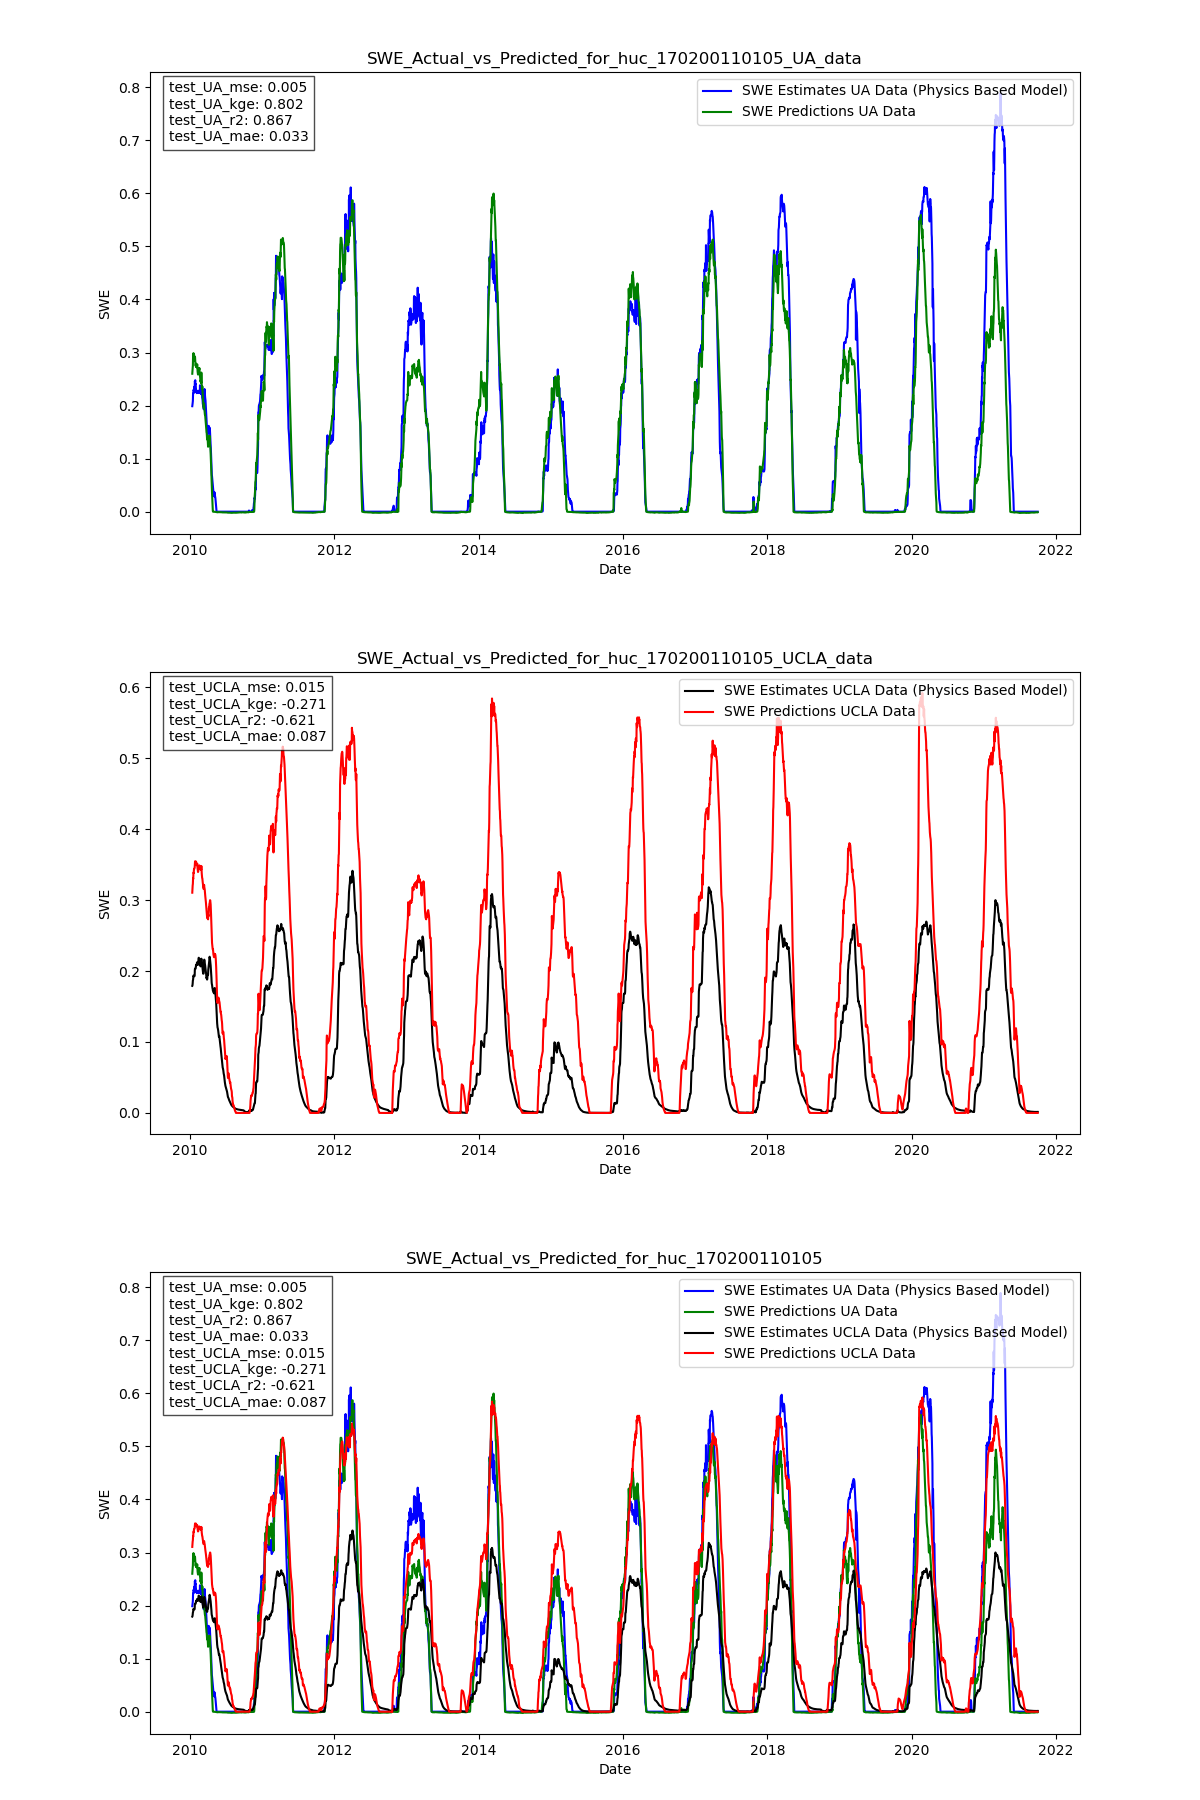 SWE_Actual_vs_Predicted_for_huc_170200110105_UA_data
test_UA_mse: 0.005
test_UA_kge: 0.802
test_UA_r2: 0.867
test_UA_mae: 0.033
SWE Estimates UA Data (Physics Based Model)
SWE Predictions UA Data
0.8
0.7
0.6
0.5
0.4
0.3
0.2
0.1
0.0
SWE
2010 2012 2014 2016 2018 2020 2022
Date
SWE_Actual_vs_Predicted_for_huc_170200110105_UCLA_data
test_UCLA_mse: 0.015
test_UCLA_kge: -0.271
test_UCLA_r2: -0.621
test_UCLA_mae: 0.087
SWE Estimates UCLA Data (Physics Based Model)
SWE Predictions UCLA Data
0.6
0.5
0.4
0.3
0.2
0.1
0.0
SWE
2010 2012 2014 2016 2018 2020 2022
Date
SWE_Actual_vs_Predicted_for_huc_170200110105
test_UA_mse: 0.005
test_UA_kge: 0.802
test_UA_r2: 0.867
test_UA_mae: 0.033
test_UCLA_mse: 0.015
test_UCLA_kge: -0.271
test_UCLA_r2: -0.621
test_UCLA_mae: 0.087
SWE Estimates UA Data (Physics Based Model)
SWE Predictions UA Data
SWE Estimates UCLA Data (Physics Based Model)
SWE Predictions UCLA Data
0.8
0.7
0.6
0.5
0.4
0.3
0.2
0.1
0.0
SWE
2010 2012 2014 2016 2018 2020 2022
Date